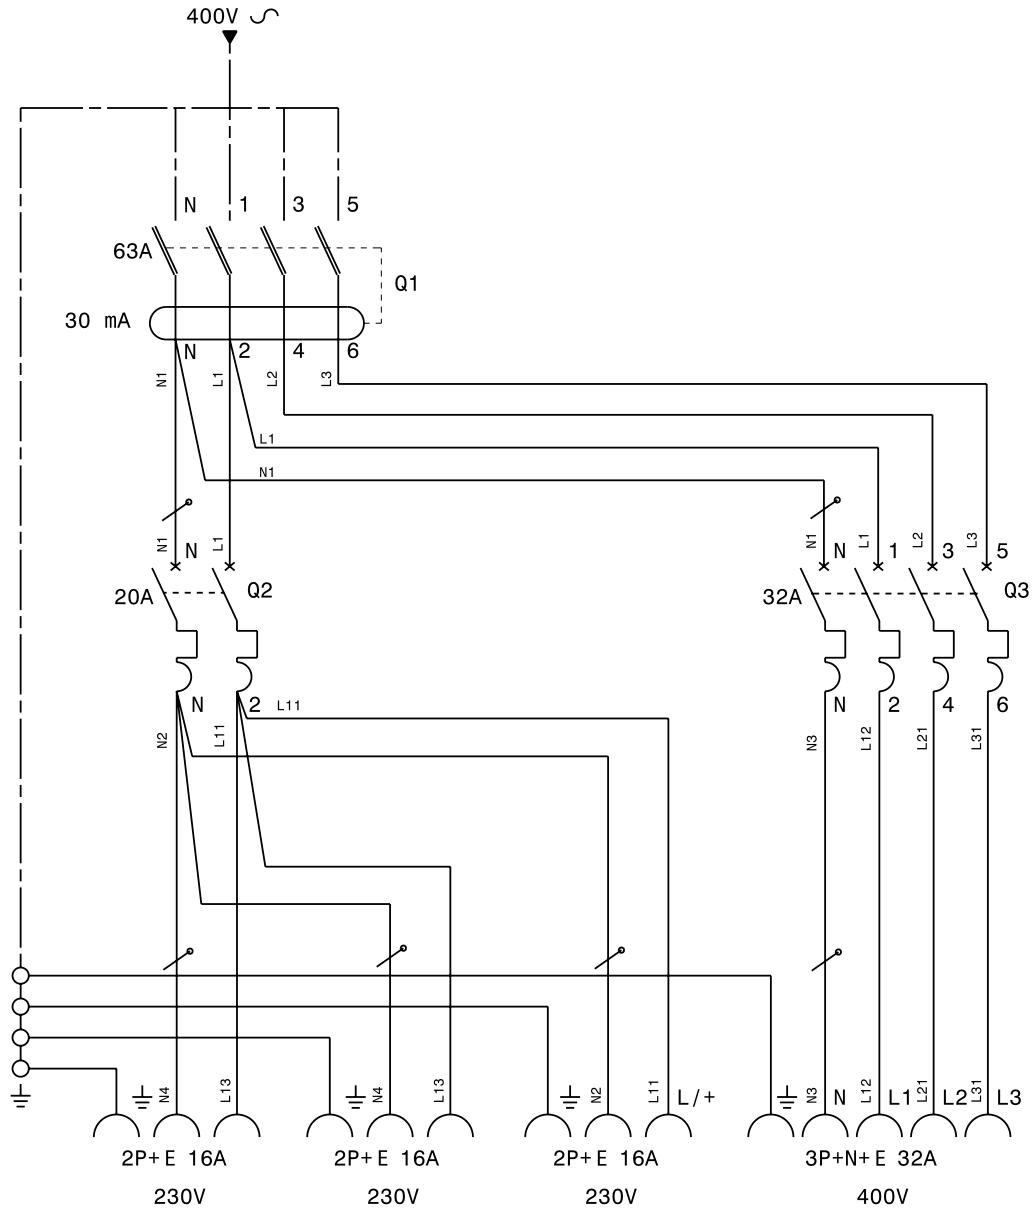 400V
N 1 3 5
63A
Q1
30 mA
N 2 4 6
N1 L1 L2 L3
L1
N1
N1 N L1
N1 N L1 1 L2 3 L3 5
20A Q2
32A Q3
N 2 L11
N 2 4 6
N2 L11
N3 L12 L21 L31
N4 L13 N4 L13 N2 L11 L/+ N3 N L12 L1 L21 L2 L31 L3
2P+E 16A 2P+E 16A 2P+E 16A 3P+N+E 32A
230V 230V 230V 400V